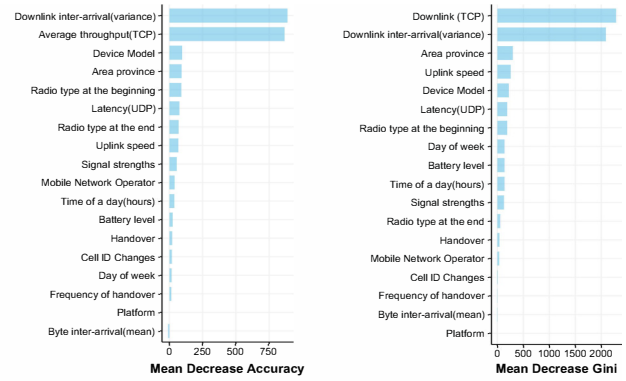 Downlink inter-arrival(variance)
Average throughput(TCP)
Device Model
Area province
Radio type at the beginning
Latency(UDP)
Radio type at the end
Uplink speed
Signal strengths
Mobile Network Operator
Time of a day(hours)
Battery level
Handover
Cell ID Changes
Day of week
Frequency of handover
Platform
Byte inter-arrival(mean)
0 250 500 750
Mean Decrease Accuracy
Downlink (TCP)
Downlink inter-arrival(variance)
Area province
Uplink speed
Device Model
Latency(UDP)
Radio type at the beginning
Day of week
Battery level
Time of a day(hours)
Signal strengths
Radio type at the end
Handover
Mobile Network Operator
Cell ID Changes
Frequency of handover
Byte inter-arrival(mean)
Platform
0 500 1000 1500 2000
Mean Decrease Gini